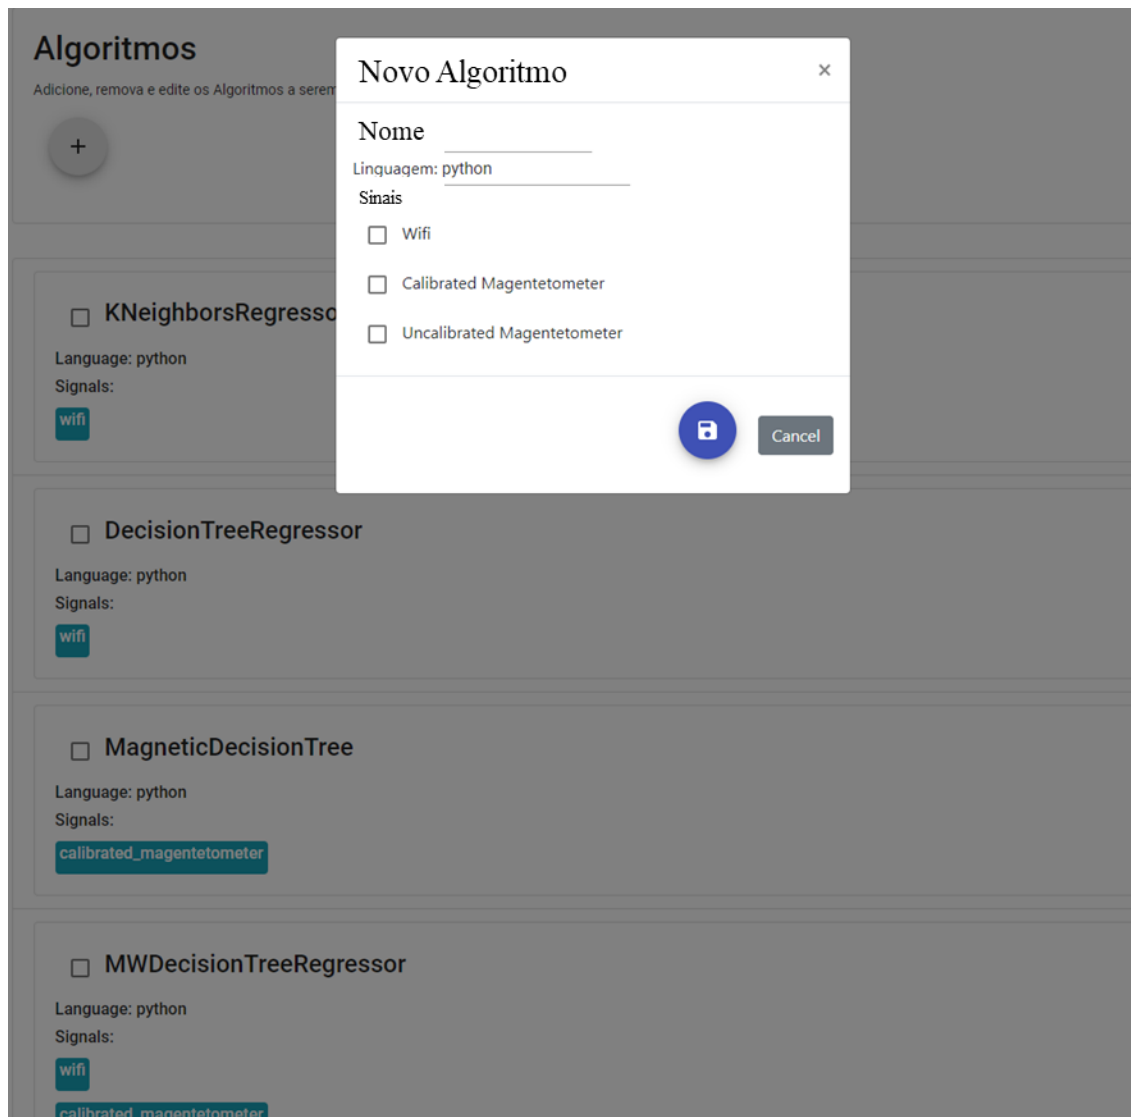 Algoritmos
Adicione, remova e edite os Algoritmos a serem
+
Novo Algoritmo
×
Nome
Linguagem: python
Sinais
Wifi
Calibrated Magentetometer
Uncalibrated Magentetometer
Cancel
KNeighborsRegresso
Language: python
Signals:
wifi
DecisionTreeRegressor
Language: python
Signals:
wifi
MagneticDecisionTree
Language: python
Signals:
calibrated_magentetometer
MWDecisionTreeRegressor
Language: python
Signals:
wifi
calibrated_magentetometer